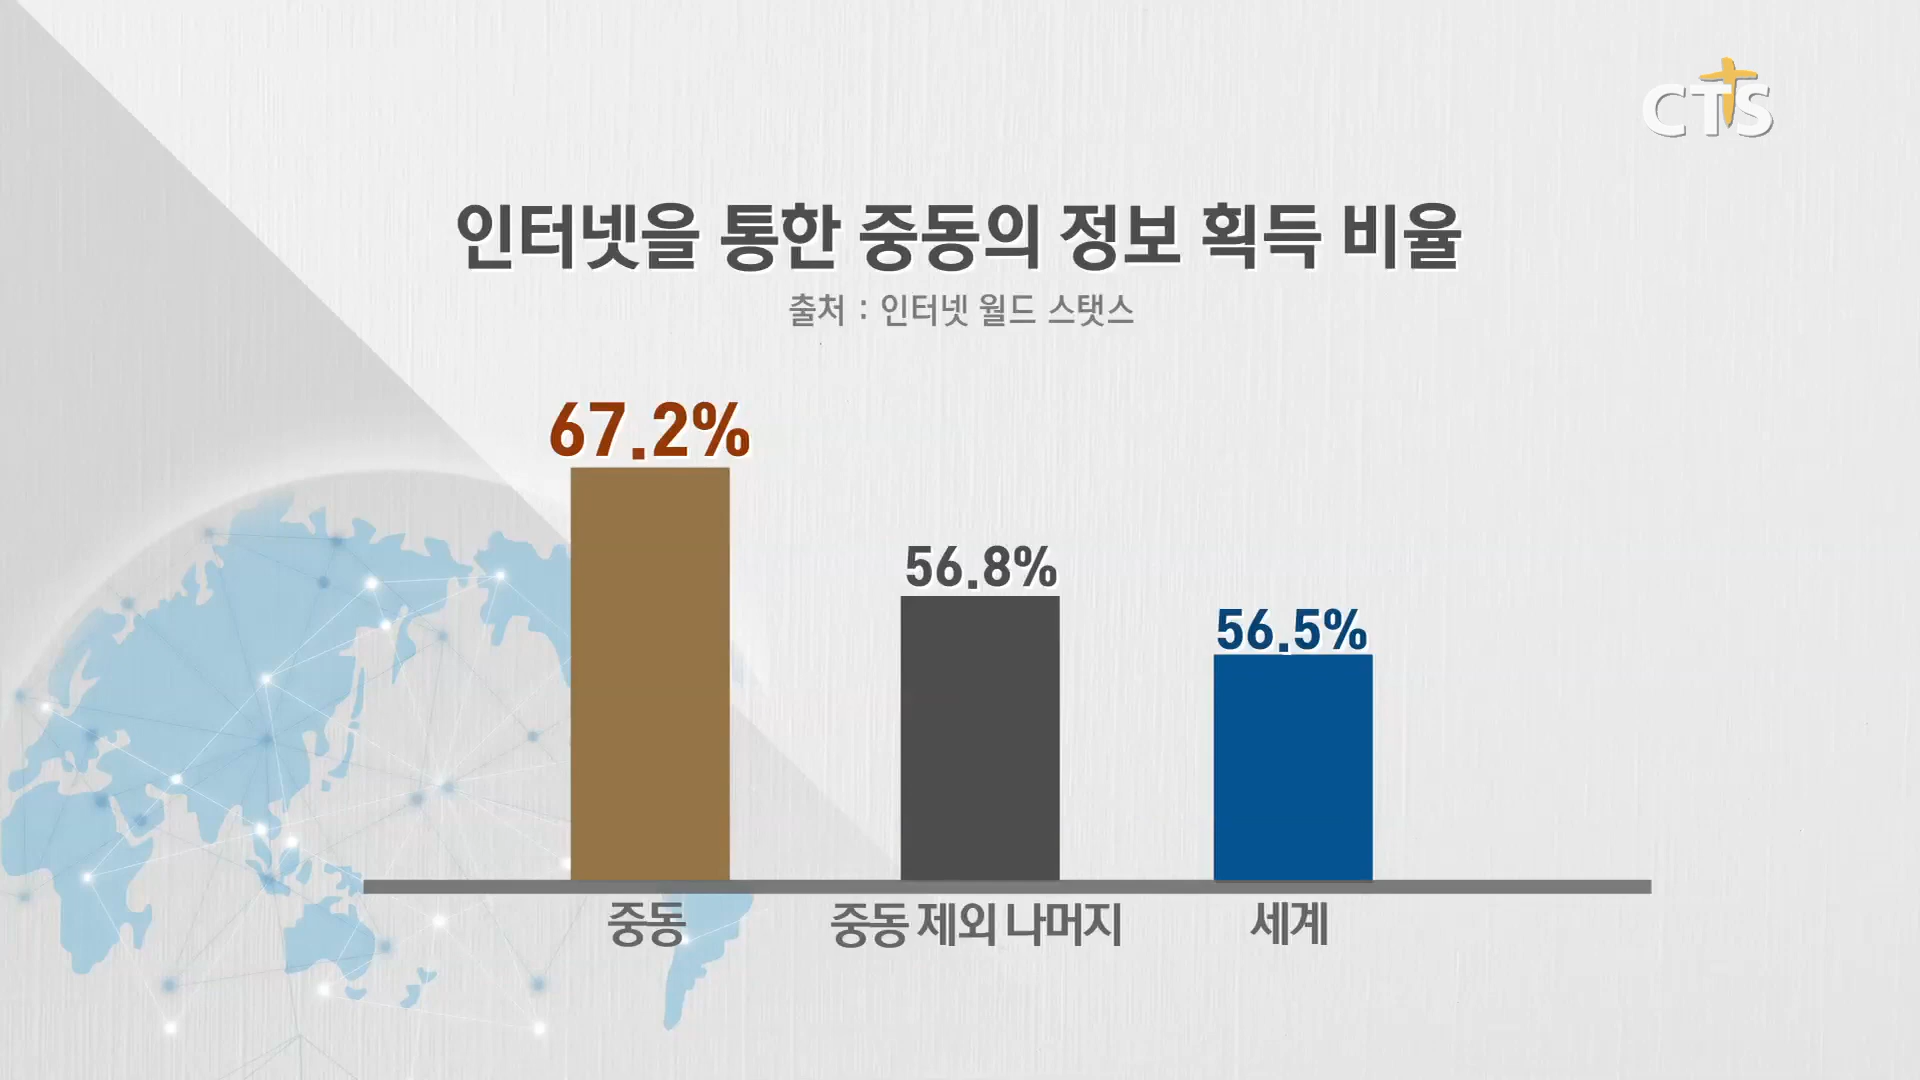 CTS
인터넷을 통한 중동의 정보 획득 비율
출처 : 인터넷 월드 스탯스
67.2%
56.8%
56.5%
중동
중동 제외 나머지
세계